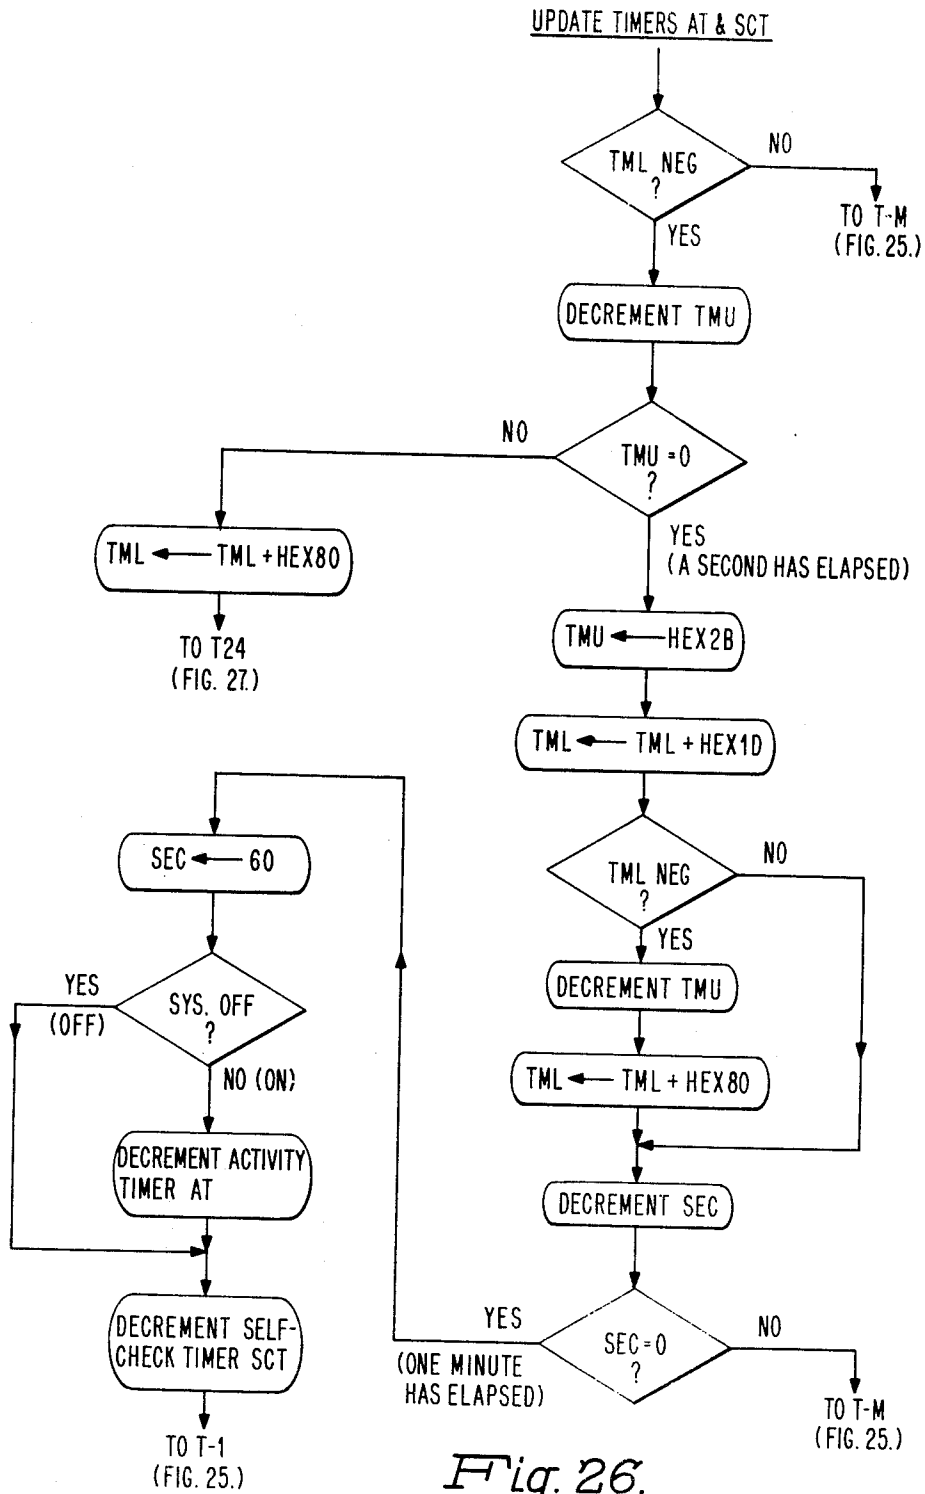 UPDATE TIMERS AT & SCT
TML NEG
?
NO
TO T-M
(FIG. 25.)
YES
DECREMENT TMU
TMU = 0
?
NO
TML ← TML + HEX80
TO T24
(FIG. 27.)
YES
(A SECOND HAS ELAPSED)
TMU ← HEX2B
TML ← TML + HEX1D
TML NEG
?
NO
YES
DECREMENT TMU
TML ← TML + HEX80
DECREMENT SEC
SEC = 0
?
NO
TO T-M
(FIG. 25.)
YES
(ONE MINUTE
HAS ELAPSED)
SEC ← 60
SYS. OFF
?
YES
(OFF)
NO (ON)
DECREMENT ACTIVITY
TIMER AT
DECREMENT SELF-
CHECK TIMER SCT
TO T-1
(FIG. 25.)
Fig. 26.